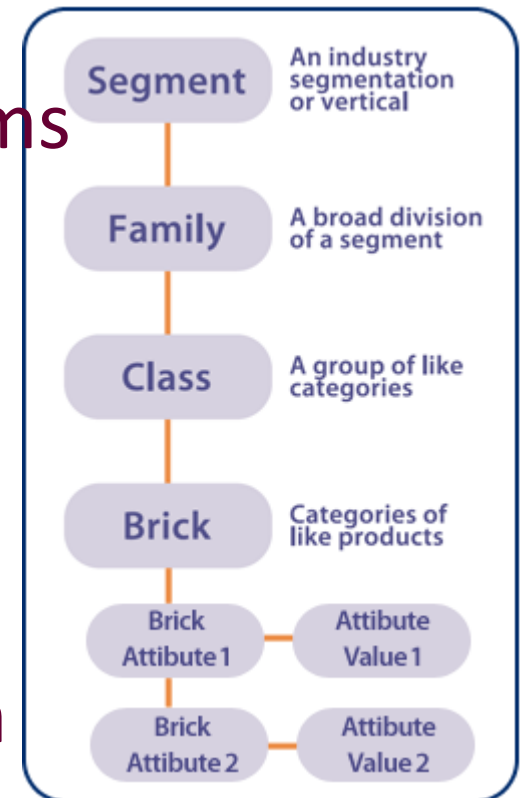 ms
Segment
An industry
segmentation
or vertical
Family
A broad division
of a segment
Class
A group of like
categories
Brick
Categories of
like products
Brick
Attibute 1
Attibute
Value 1
Brick
Attibute 2
Attibute
Value 2